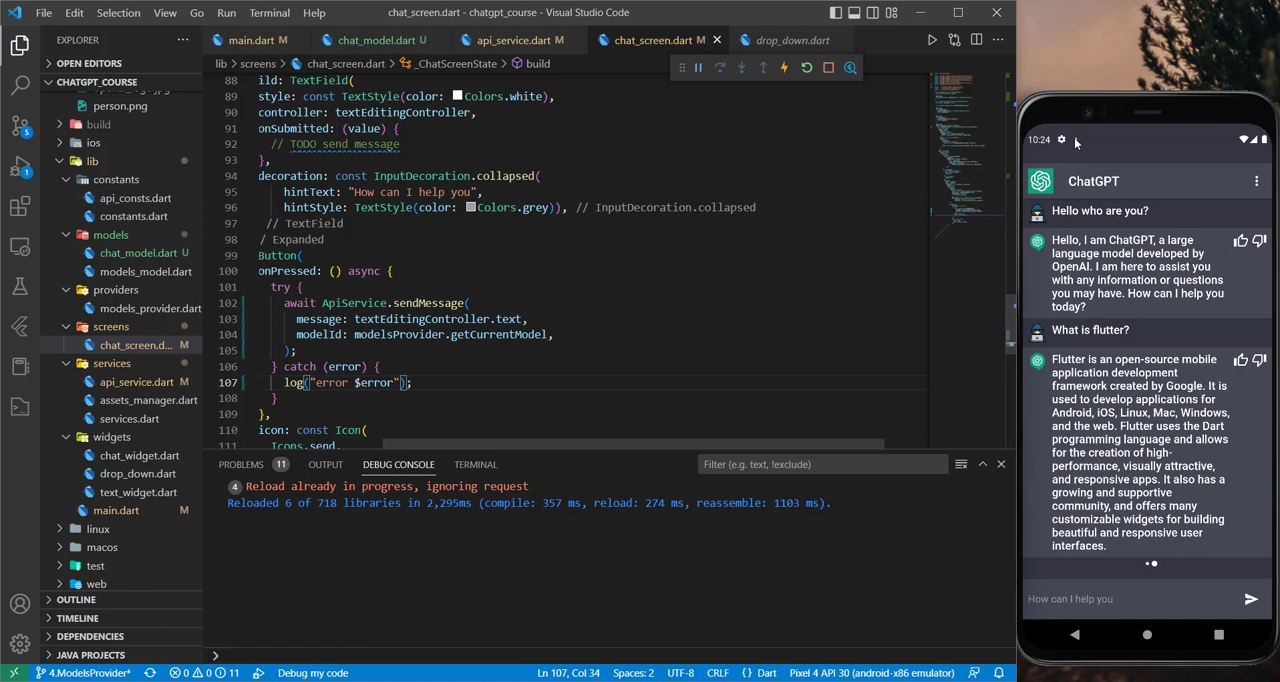 File Edit Selection View Go Run Terminal Help
chat_screen.dart - chatgpt_course - Visual Studio Code
EXPLORER
main.dart M
chat_model.dart U
api_service.dart M
chat_screen.dart M
drop_down.dart
OPEN EDITORS
CHATGPT_COURSE
lib > screens > chat_screen.dart > _ChatScreenState > build
person.png
build
ios
lib
constants
api_consts.dart
constants.dart
models
chat_model.dart U
models_model.dart
providers
models_provider.dart
screens
chat_screen.d... M
services
api_service.dart M
assets_manager.dart
services.dart
widgets
chat_widget.dart
drop_down.dart
text_widget.dart
main.dart M
linux
macos
test
web
OUTLINE
TIMELINE
DEPENDENCIES
JAVA PROJECTS
5
1
88 ild: TextField(
89 style: const TextStyle(color: Colors.white),
90 controller: textEditingController,
91 onSubmitted: (value) {
92 // TODO send message
93 },
94 decoration: const InputDecoration.collapsed(
95 hintText: "How can I help you",
96 hintStyle: TextStyle(color: Colors.grey)), // InputDecoration.collapsed
97 // TextField
98 / Expanded
99 Button(
100 onPressed: () async {
101 try {
102 await ApiService.sendMessage(
103 message: textEditingController.text,
104 modelId: modelsProvider.getCurrentModel,
105 );
106 } catch (error) {
107 log("error $error");
108 }
109 },
110 icon: const Icon(
111 Icons.send,
PROBLEMS 11 OUTPUT DEBUG CONSOLE TERMINAL
Filter (e.g. text, !exclude)
4 Reload already in progress, ignoring request
Reloaded 6 of 718 libraries in 2,295ms (compile: 357 ms, reload: 274 ms, reassemble: 1103 ms).
4.ModelsProvider* 0 0 11 Debug my code
Ln 107, Col 34 Spaces: 2 UTF-8 CRLF {} Dart Pixel 4 API 30 (android-x86 emulator)
10:24
ChatGPT
Hello who are you?
Hello, I am ChatGPT, a large
language model developed by
OpenAI. I am here to assist you
with any information or questions
you may have. How can I help you
today?
What is flutter?
Flutter is an open-source mobile
application development
framework created by Google. It is
used to develop applications for
Android, iOS, Linux, Mac, Windows,
and the web. Flutter uses the Dart
programming language and allows
for the creation of high-
performance, visually attractive,
and responsive apps. It also has a
growing and supportive
community, and offers many
customizable widgets for building
beautiful and responsive user
interfaces.
How can I help you